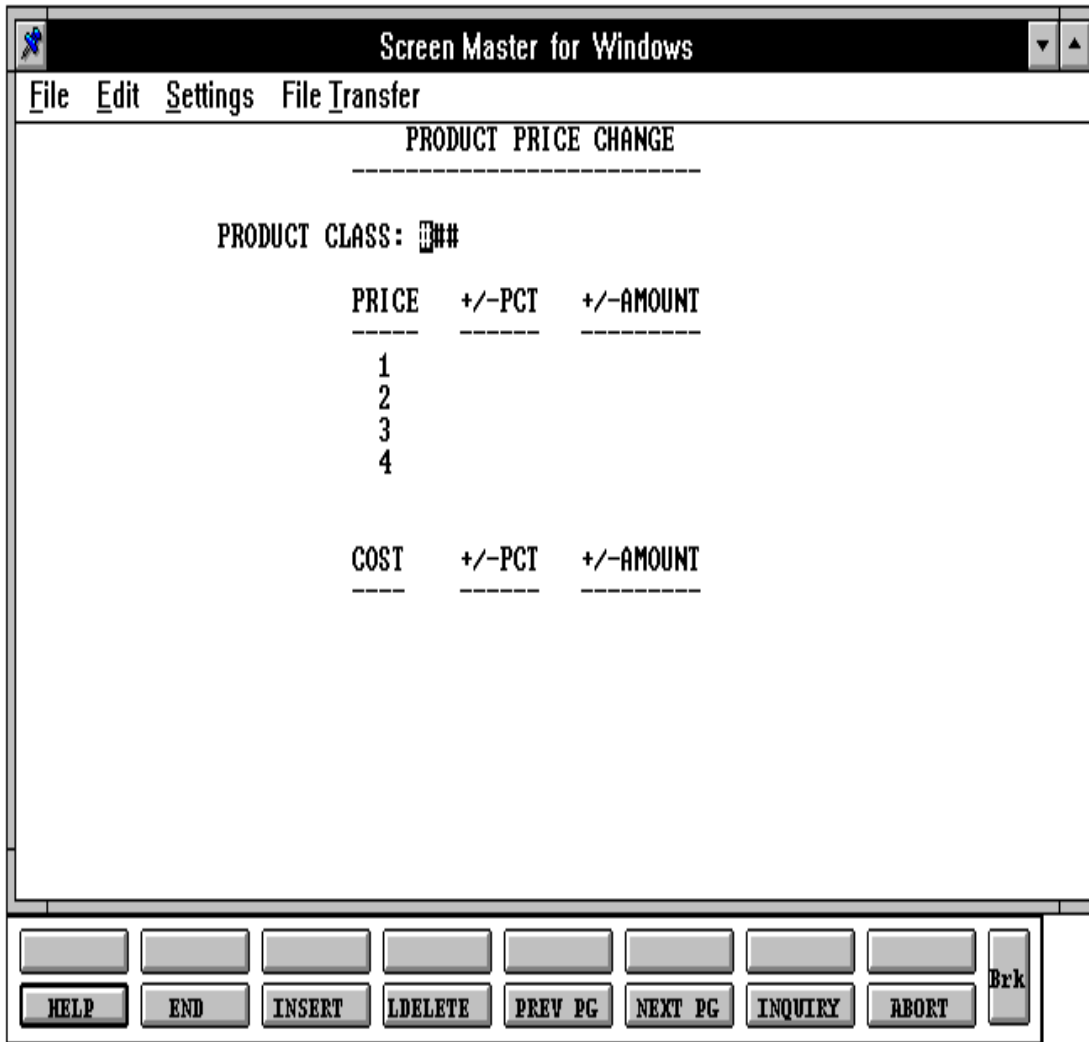 Screen Master for Windows
File Edit Settings File Transfer
PRODUCT PRICE CHANGE
--------------------------
PRODUCT CLASS: ###
PRICE +/-PCT +/-AMOUNT
----- ------ ---------
1
2
3
4
COST +/-PCT +/-AMOUNT
---- ------ ---------
Brk
HELP END INSERT LDELETE PREV PG NEXT PG INQUIRY ABORT